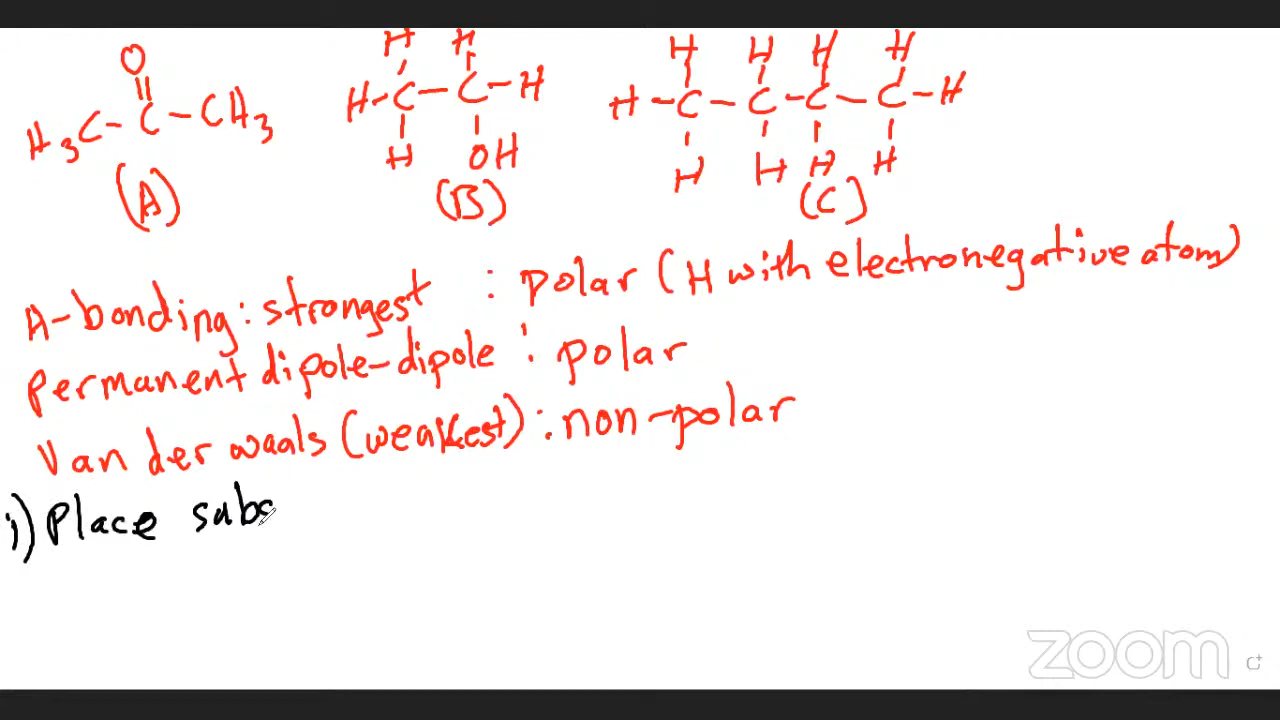 O H H H H H H
H3C-C-CH3 H-C-C-H H-C-C-C-C-H
H OH H H H H
(A) (B) (C)
A-bonding: strongest : polar (H with electronegative atom)
Permanent dipole-dipole : polar
Van der waals (weakest): non-polar
i) Place subs
zoom